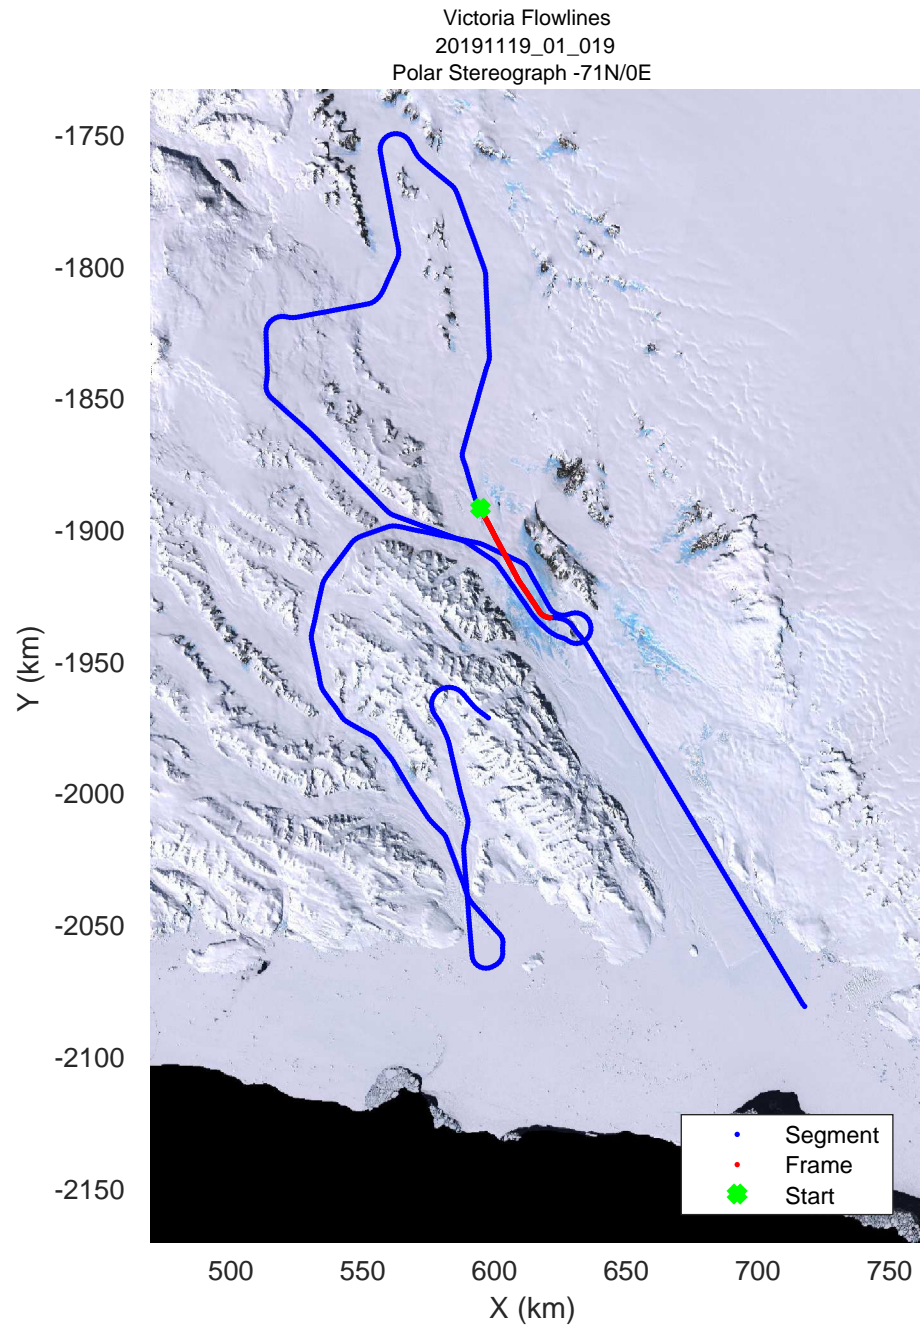 Victoria Flowlines
20191119_01_019
Polar Stereograph -71N/0E
-1750
-1800
-1850
-1900
-1950
-2000
-2050
-2100
-2150
Y (km)
Segment
Frame
Start
500
550
600
650
700
750
X (km)